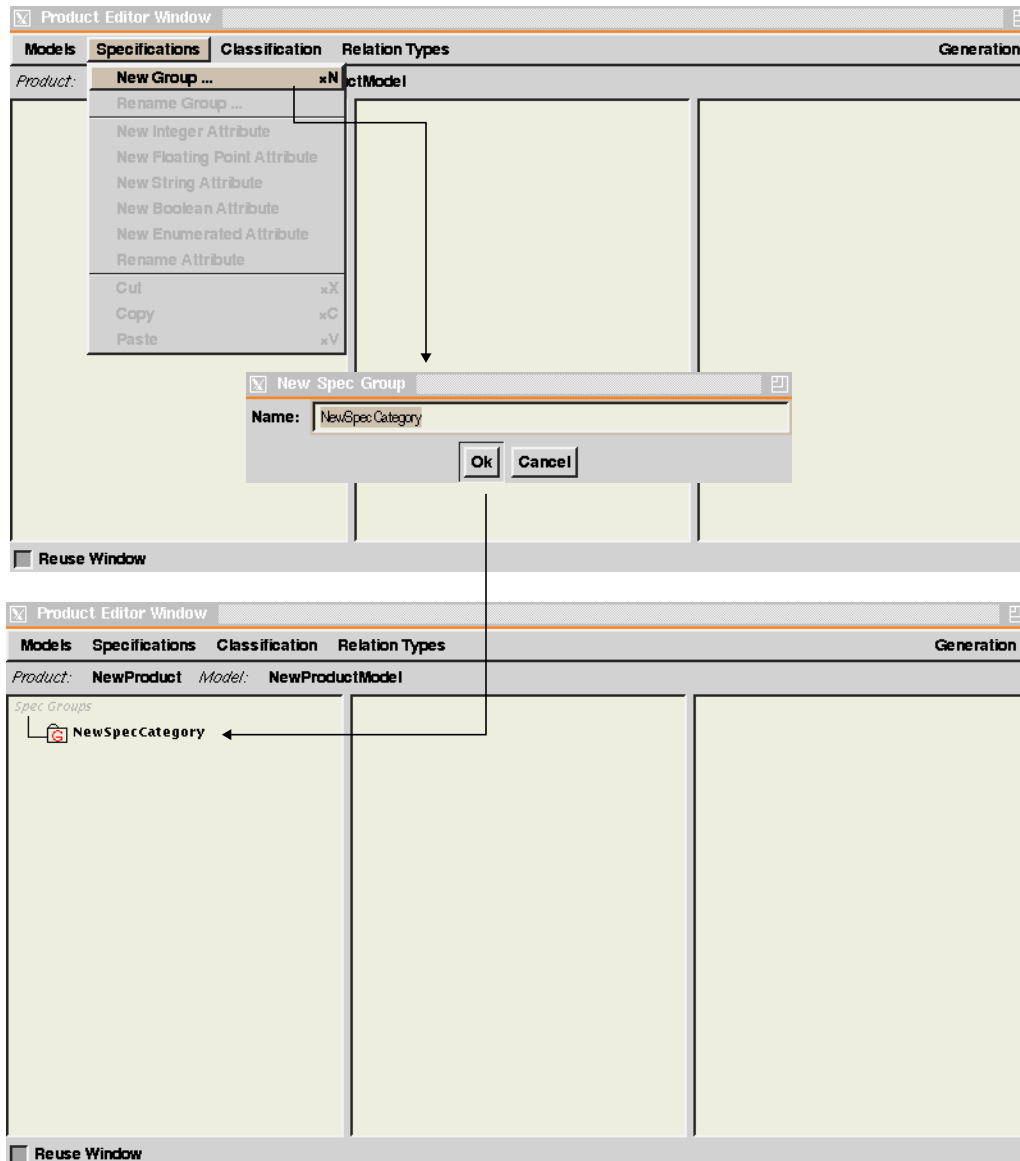 Product Editor Window
Models Specifications Classification Relation Types Generation
Product: ctModel
New Group ... ×N
Rename Group ...
New Integer Attribute
New Floating Point Attribute
New String Attribute
New Boolean Attribute
New Enumerated Attribute
Rename Attribute
Cut ×X
Copy ×C
Paste ×V
New Spec Group
Name: NewSpecCategory
Ok Cancel
Reuse Window
Product Editor Window
Models Specifications Classification Relation Types Generation
Product: NewProduct Model: NewProductModel
Spec Groups
G NewSpecCategory
Reuse Window